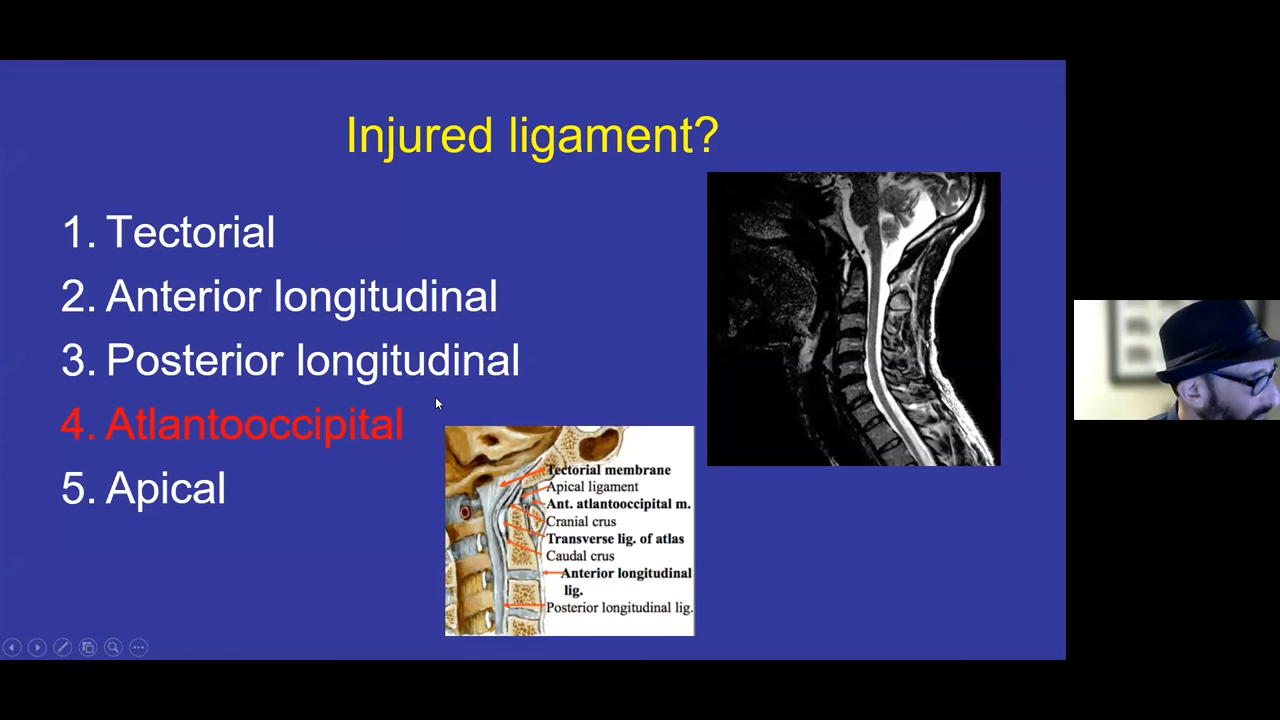 Injured ligament?
1. Tectorial
2. Anterior longitudinal
3. Posterior longitudinal
4. Atlantooccipital
5. Apical
Tectorial membrane
Apical ligament
Ant. atlantooccipital m.
Cranial crus
Transverse lig. of atlas
Caudal crus
Anterior longitudinal
lig.
Posterior longitudinal lig.